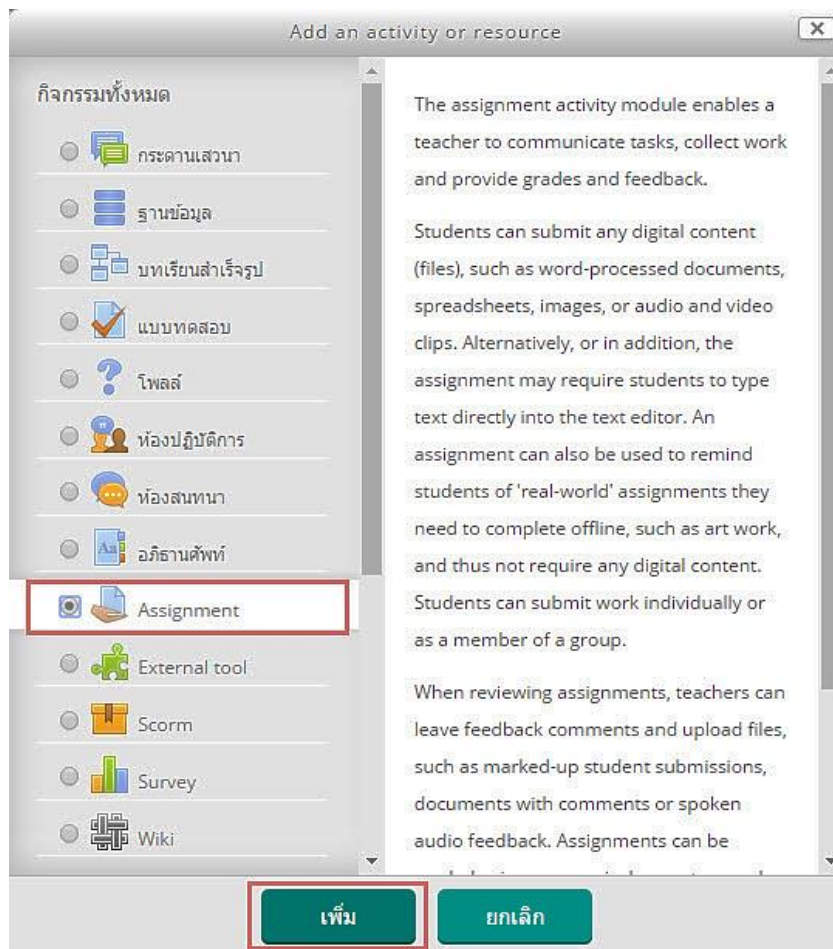 Add an activity or resource
กิจกรรมทั้งหมด
กระดานเสวนา
ฐานข้อมูล
บทเรียนสำเร็จรูป
แบบทดสอบ
โพลล์
ห้องปฏิบัติการ
ห้องสนทนา
อภิธานศัพท์
Assignment
External tool
Scorm
Survey
Wiki
The assignment activity module enables a
teacher to communicate tasks, collect work
and provide grades and feedback.
Students can submit any digital content
(files), such as word-processed documents,
spreadsheets, images, or audio and video
clips. Alternatively, or in addition, the
assignment may require students to type
text directly into the text editor. An
assignment can also be used to remind
students of 'real-world' assignments they
need to complete offline, such as art work,
and thus not require any digital content.
Students can submit work individually or
as a member of a group.
When reviewing assignments, teachers can
leave feedback comments and upload files,
such as marked-up student submissions,
documents with comments or spoken
audio feedback. Assignments can be
เพิ่ม
ยกเลิก